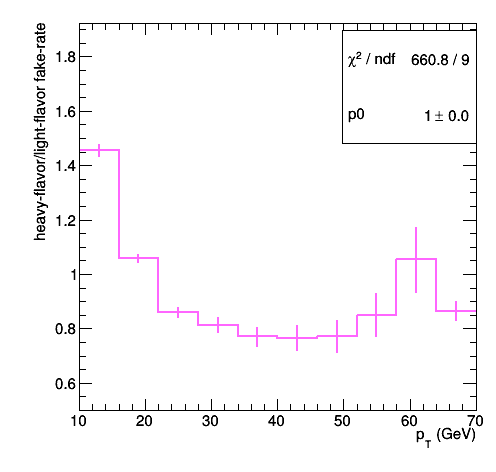 heavy-flavor/light-flavor fake-rate
χ² / ndf 660.8 / 9
p0 1 ± 0.0
1.8
1.6
1.4
1.2
1
0.8
0.6
10 20 30 40 50 60 70
p_T (GeV)